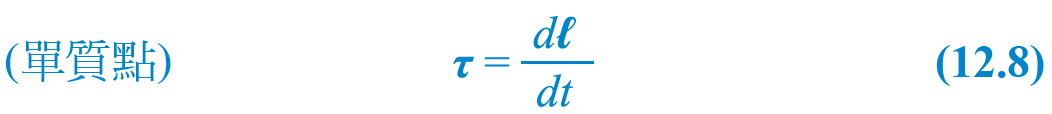 (單質點) τ = dℓ/dt (12.8)